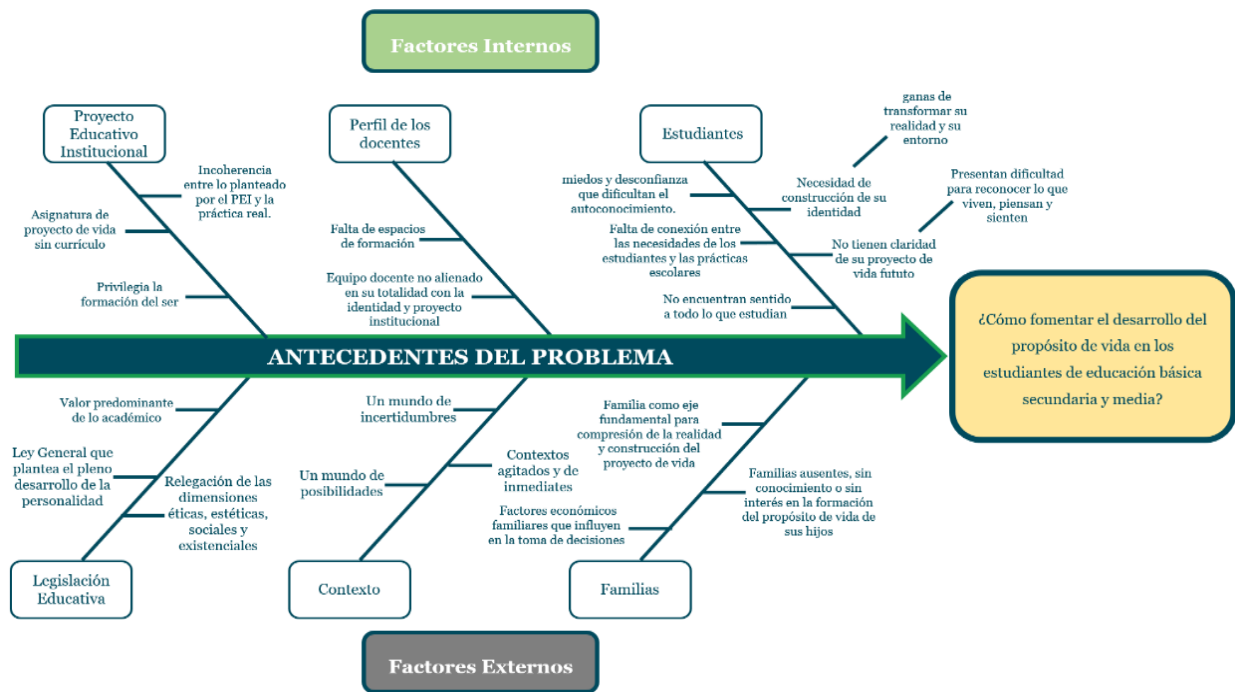 Factores Internos
Proyecto
Educativo
Institucional
Incoherencia
entre lo planteado
por el PEI y la
práctica real.
Asignatura de
proyecto de vida
sin currículo
Privilegia la
formación del ser
Perfil de los
docentes
Falta de espacios
de formación
Equipo docente no alienado
en su totalidad con la
identidad y proyecto
institucional
Estudiantes
miedos y desconfianza
que dificultan el
autoconocimiento.
Falta de conexión entre
las necesidades de los
estudiantes y las prácticas
escolares
No encuentran sentido
a todo lo que estudian
ganas de
transformar su
realidad y su
entorno
Necesidad de
construcción de su
identidad
Presentan dificultad
para reconocer lo que
viven, piensan y
sienten
No tienen claridad
de su proyecto de
vida fututo
ANTECEDENTES DEL PROBLEMA
¿Cómo fomentar el desarrollo del
propósito de vida en los
estudiantes de educación básica
secundaria y media?
Valor predominante
de lo académico
Ley General que
plantea el pleno
desarrollo de la
personalidad
Relegación de las
dimensiones
éticas, estéticas,
sociales y
existenciales
Legislación
Educativa
Un mundo de
incertidumbres
Un mundo de
posibilidades
Contextos
agitados y de
inmediates
Contexto
Familia como eje
fundamental para
compresión de la realidad
y construcción del
proyecto de vida
Factores económicos
familiares que influyen
en la toma de decisiones
Familias ausentes, sin
conocimiento o sin
interés en la formación
del propósito de vida de
sus hijos
Familias
Factores Externos